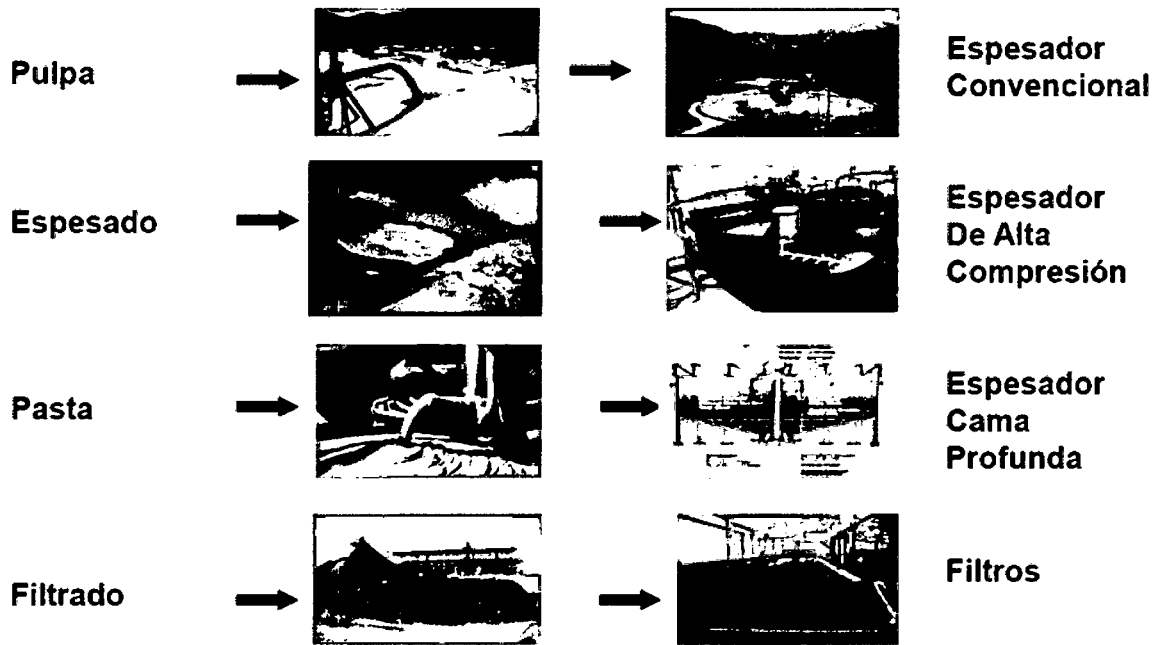 Pulpa
Espesador
Convencional
Espesado
Espesador
De Alta
Compresión
Pasta
Espesador
Cama
Profunda
Filtrado
Filtros